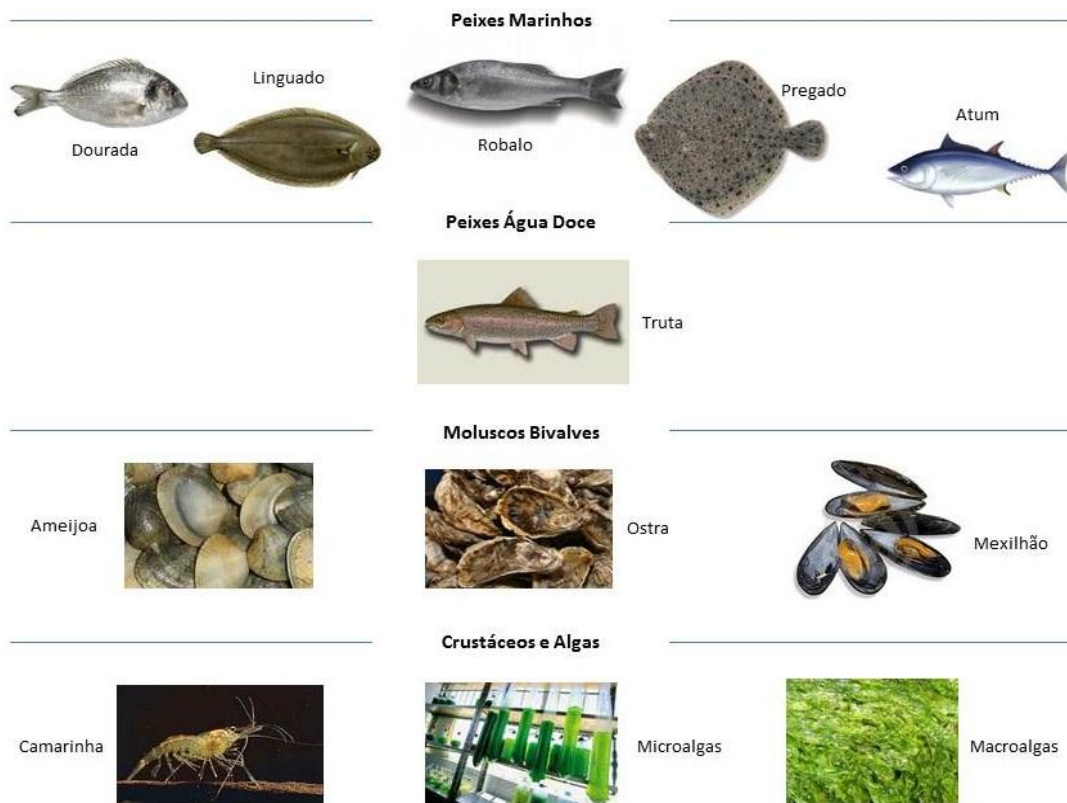 Peixes Marinhos
Linguado
Pregado
Atum
Dourada
Robalo
Peixes Água Doce
Truta
Moluscos Bivalves
Ameijoa
Ostra
Mexilhão
Crustáceos e Algas
Camarinha
Microalgas
Macroalgas